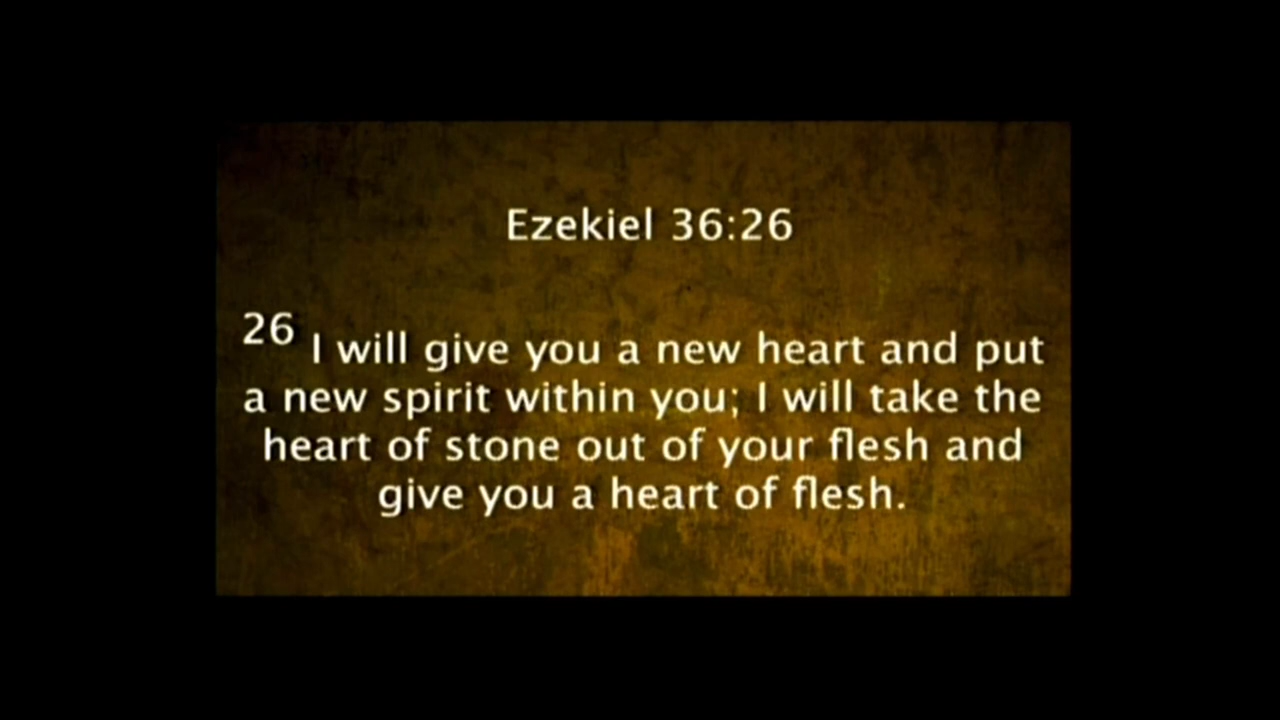 Ezekiel 36:26
26 I will give you a new heart and put
a new spirit within you; I will take the
heart of stone out of your flesh and
give you a heart of flesh.